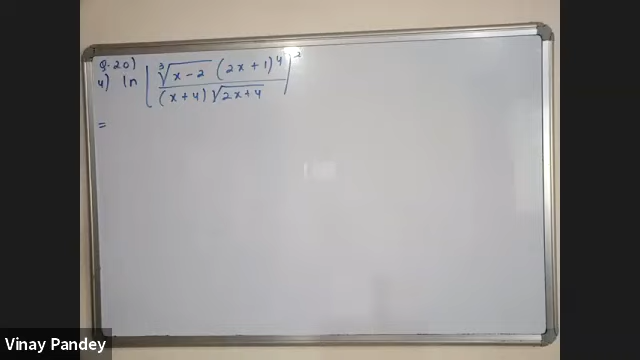 Q.20)
4) ln [ ∛(x-2) (2x+1)^4 / (x+4) √(2x+4) ]^2
=
Vinay Pandey